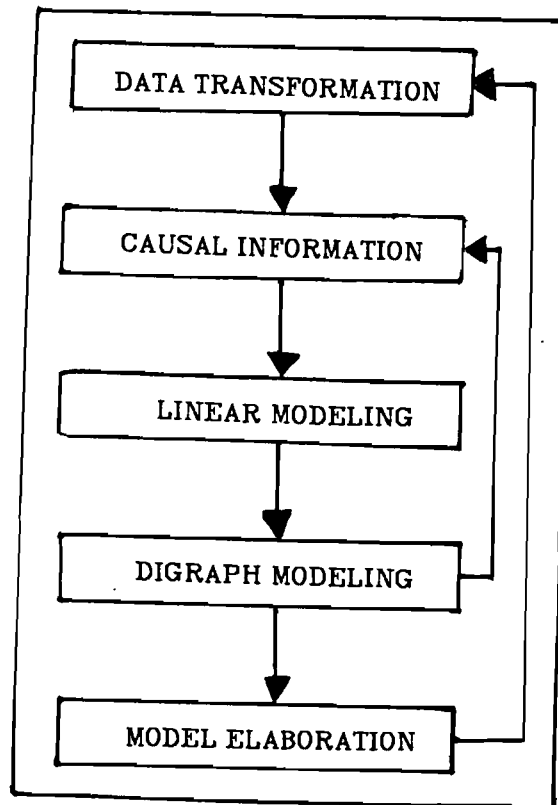 DATA TRANSFORMATION
CAUSAL INFORMATION
LINEAR MODELING
DIGRAPH MODELING
MODEL ELABORATION